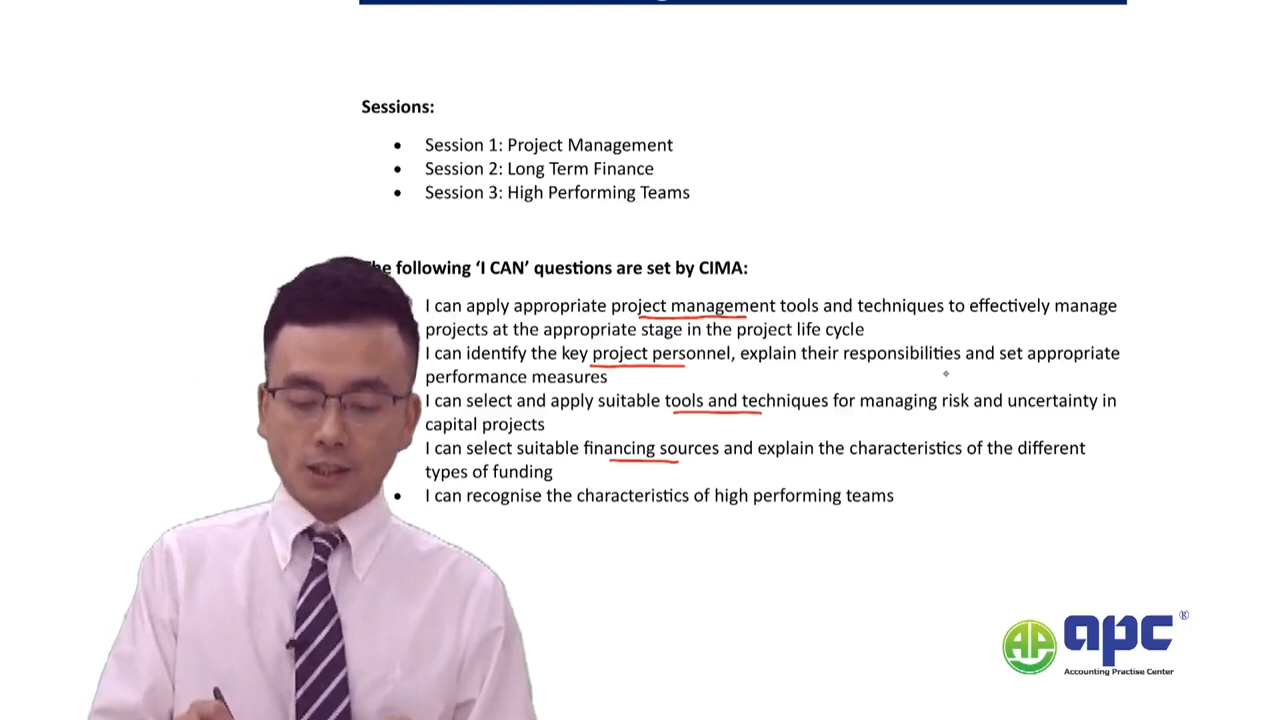 Sessions:
• Session 1: Project Management
• Session 2: Long Term Finance
• Session 3: High Performing Teams
he following ‘I CAN’ questions are set by CIMA:
I can apply appropriate project management tools and techniques to effectively manage
projects at the appropriate stage in the project life cycle
I can identify the key project personnel, explain their responsibilities and set appropriate
performance measures
I can select and apply suitable tools and techniques for managing risk and uncertainty in
capital projects
I can select suitable financing sources and explain the characteristics of the different
types of funding
• I can recognise the characteristics of high performing teams
AP apc ®
Accounting Practise Center